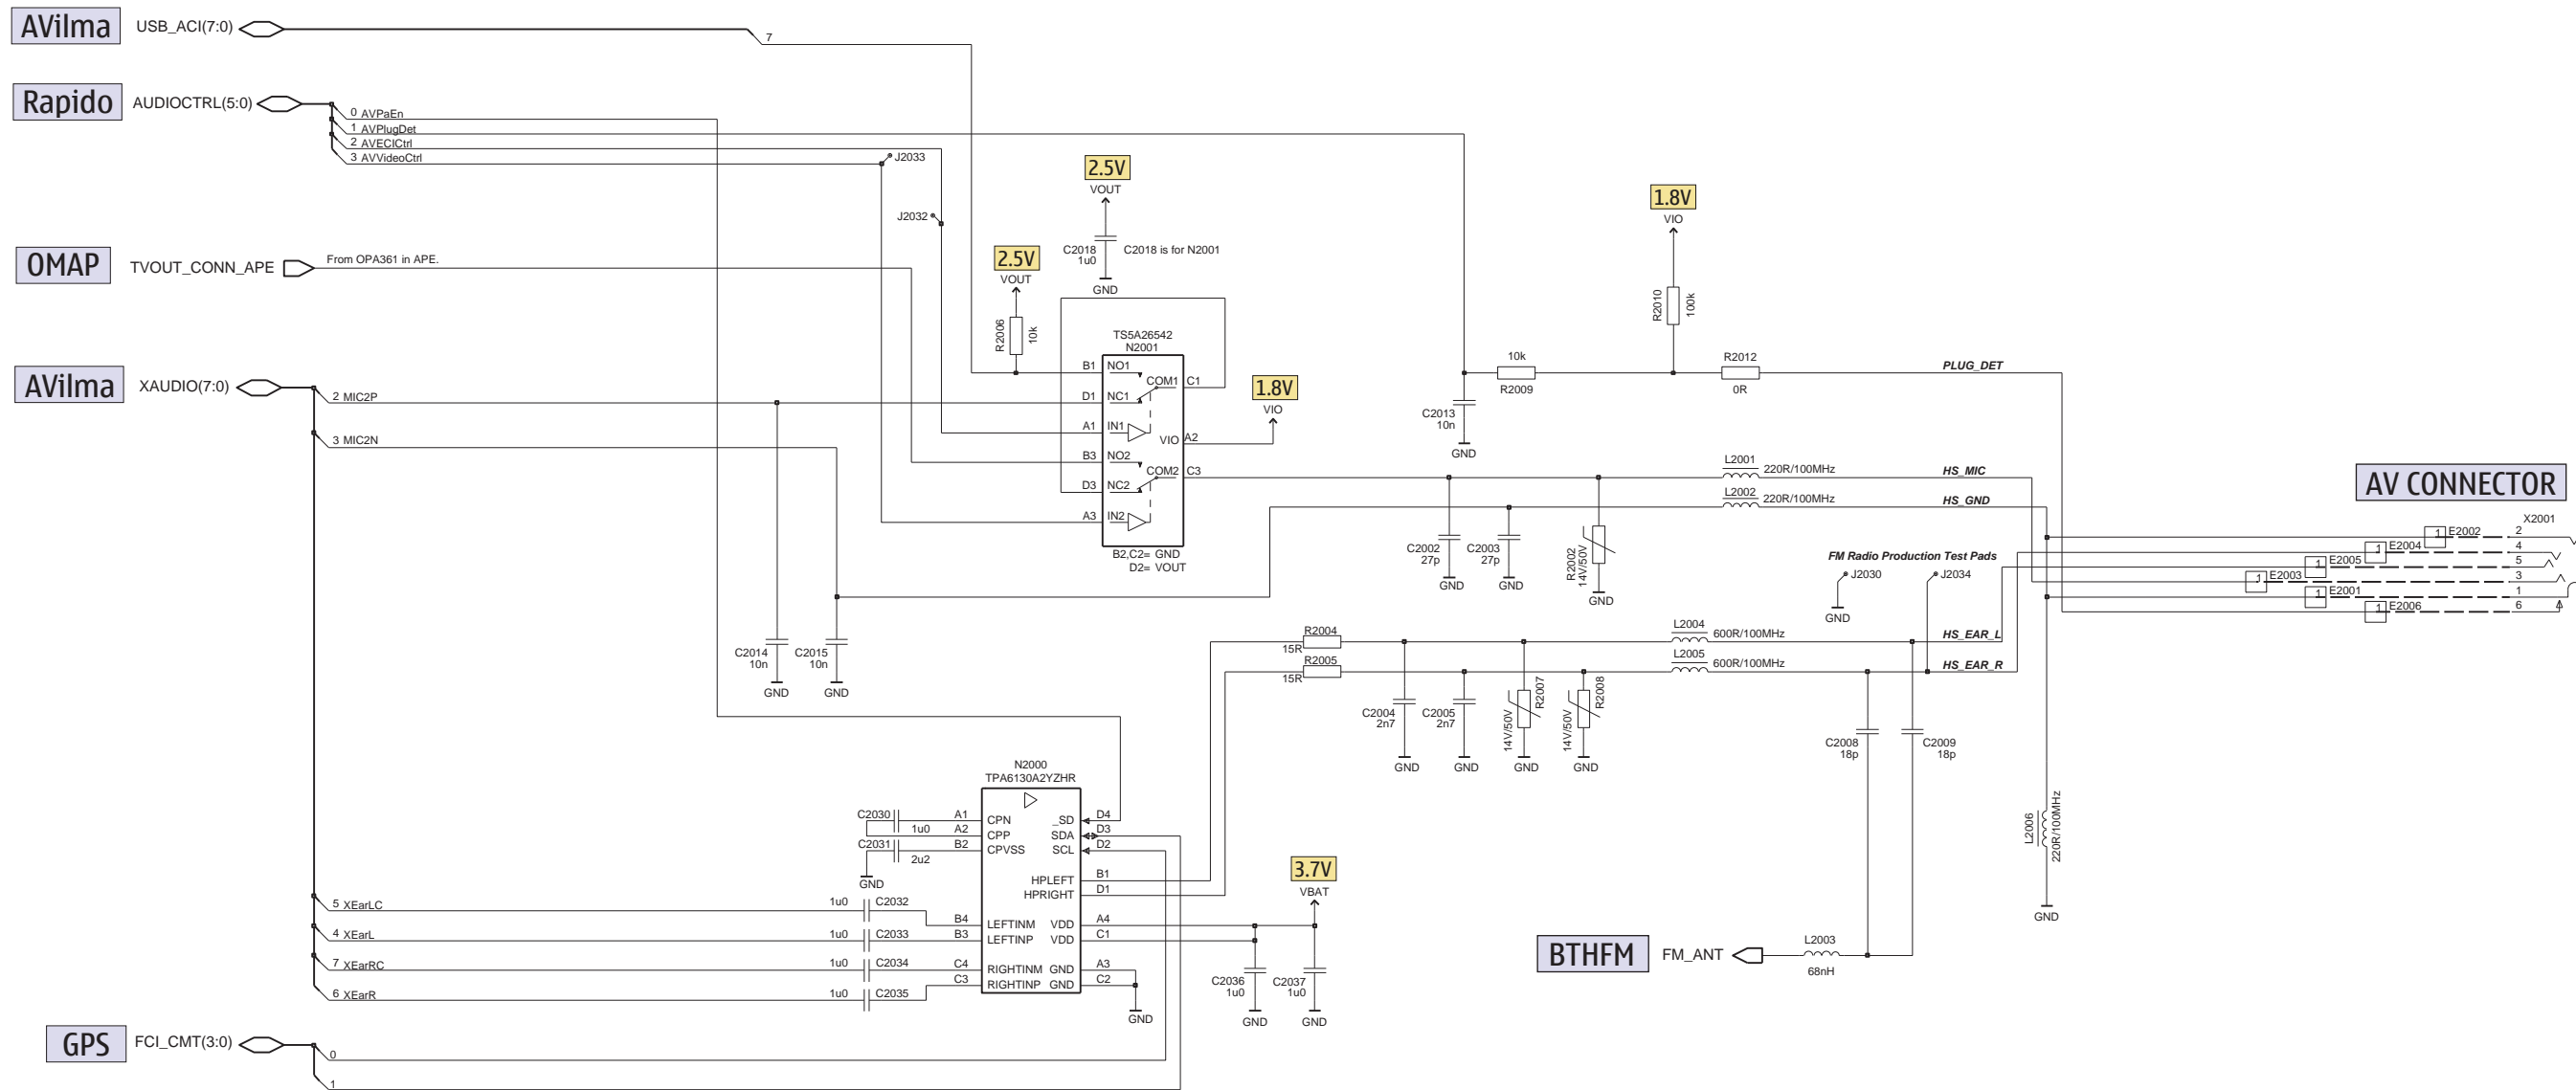 AVilma USB_ACI(7:0)
7
Rapido AUDIOCTRL(5:0)
0 AVPaEn
1 AVPlugDet
2 AVECICtrl
3 AVVideoCtrl
J2033
J2032
2.5V
VOUT
C2018
1u0
C2018 is for N2001
GND
2.5V
VOUT
R2006
10k
1.8V
VIO
R2010
100k
OMAP TVOUT_CONN_APE
From OPA361 in APE.
TS5A26542
N2001
B1 NO1
COM1 C1
D1 NC1
A1 IN1
VIO A2
B3 NO2
COM2 C3
D3 NC2
A3 IN2
B2,C2= GND
D2= VOUT
1.8V
VIO
AVilma XAUDIO(7:0)
2 MIC2P
3 MIC2N
10k
R2009
R2012
0R
PLUG_DET
C2013
10n
GND
L2001
220R/100MHz
HS_MIC
L2002
220R/100MHz
HS_GND
AV CONNECTOR
X2001
1 E2002 2
1 E2004 4
1 E2005 5
1 E2003 3
1 E2001 1
1 E2006 6
C2002
27p
GND
C2003
27p
GND
R2002
14V/50V
GND
FM Radio Production Test Pads
J2030
GND
J2034
C2014
10n
GND
C2015
10n
GND
R2004
15R
R2005
15R
L2004
600R/100MHz
HS_EAR_L
L2005
600R/100MHz
HS_EAR_R
C2004
2n7
GND
C2005
2n7
GND
R2007
14V/50V
GND
R2008
14V/50V
GND
C2008
18p
C2009
18p
L2006
220R/100MHz
GND
N2000
TPA6130A2YZHR
C2030
1u0
C2031
2u2
GND
A1 CPN
A2 CPP
B2 CPVSS
_SD D4
SDA D3
SCL D2
HPLEFT B1
HPRIGHT D1
B4 LEFTINM VDD A4
B3 LEFTINP VDD C1
C4 RIGHTINM GND A3
C3 RIGHTINP GND C2
GND
3.7V
VBAT
C2036
1u0
GND
C2037
1u0
GND
5 XEarLC 1u0 C2032
4 XEarL 1u0 C2033
7 XEarRC 1u0 C2034
6 XEarR 1u0 C2035
BTHFM FM_ANT
L2003
68nH
GPS FCI_CMT(3:0)
0
1